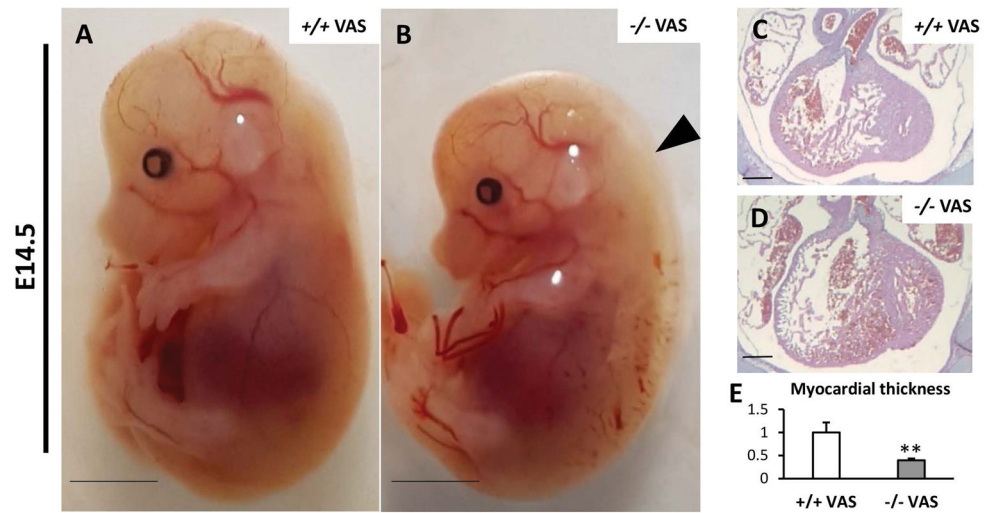 E14.5
A
+/+ VAS
B
-/- VAS
C
+/+ VAS
D
-/- VAS
E
Myocardial thickness
1.5
1
0.5
0
**
+/+ VAS
-/- VAS